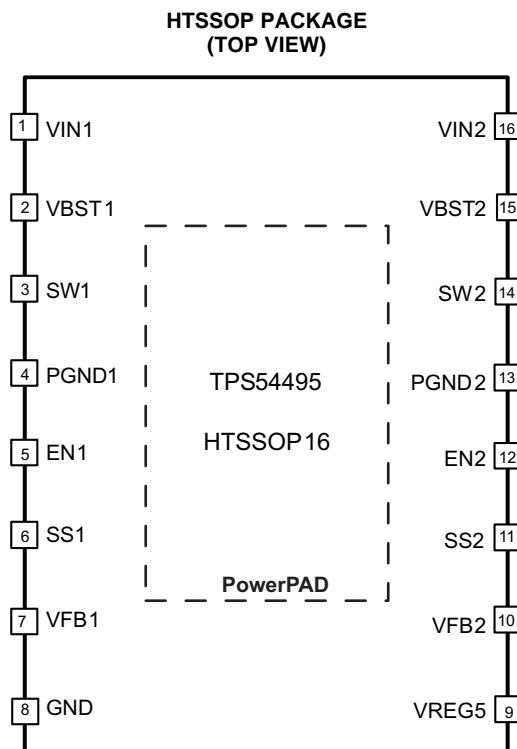 HTSSOP PACKAGE
(TOP VIEW)
1 VIN1 VIN2 16
2 VBST1 VBST2 15
3 SW1 SW2 14
4 PGND1 PGND2 13
TPS54495
HTSSOP16
5 EN1 EN2 12
6 SS1 SS2 11
PowerPAD
7 VFB1 VFB2 10
8 GND VREG5 9